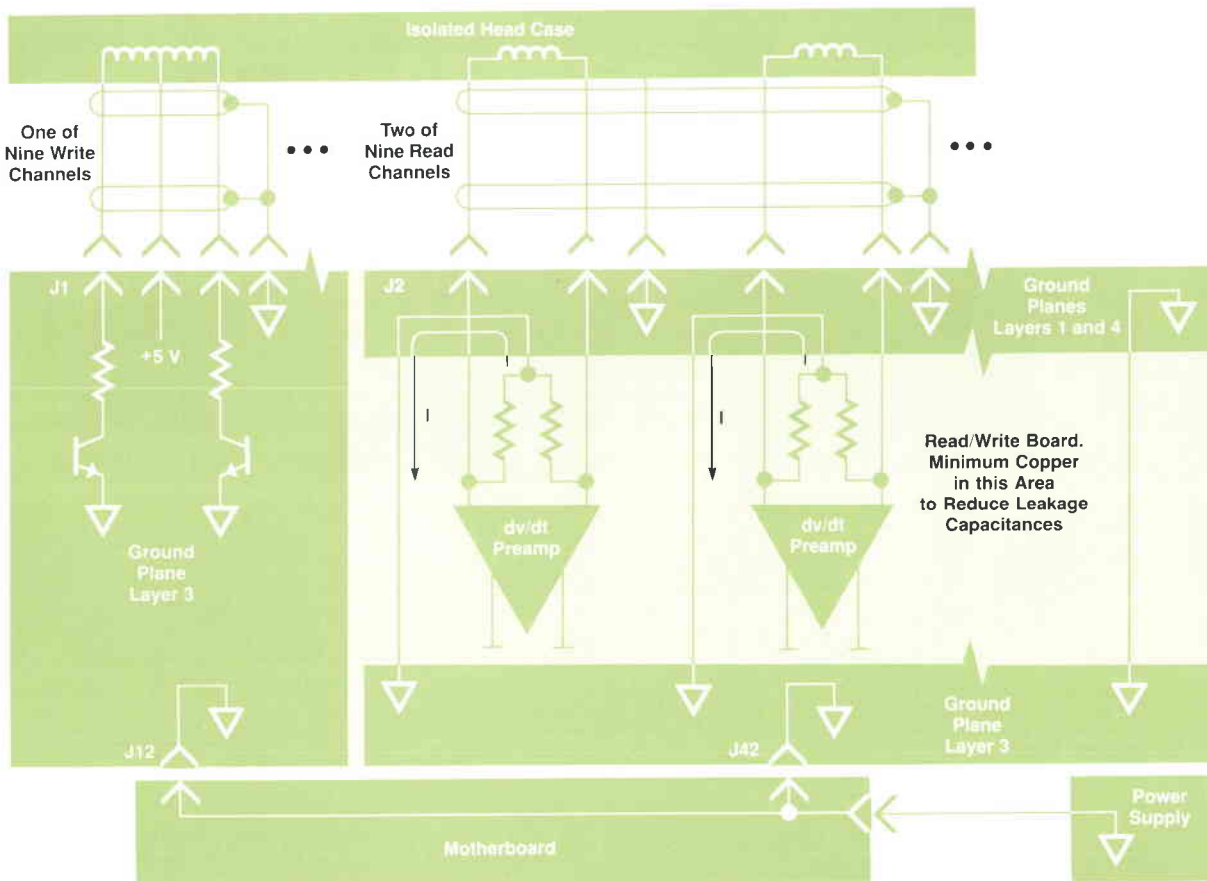 Isolated Head Case
One of
Nine Write
Channels
• • •
Two of
Nine Read
Channels
• • •
J1
+5 V
Ground
Plane
Layer 3
J12
J2
Ground
Planes
Layers 1 and 4
I
I
dv/dt
Preamp
dv/dt
Preamp
Read/Write Board.
Minimum Copper
in this Area
to Reduce Leakage
Capacitances
J42
Ground
Plane
Layer 3
Motherboard
Power
Supply